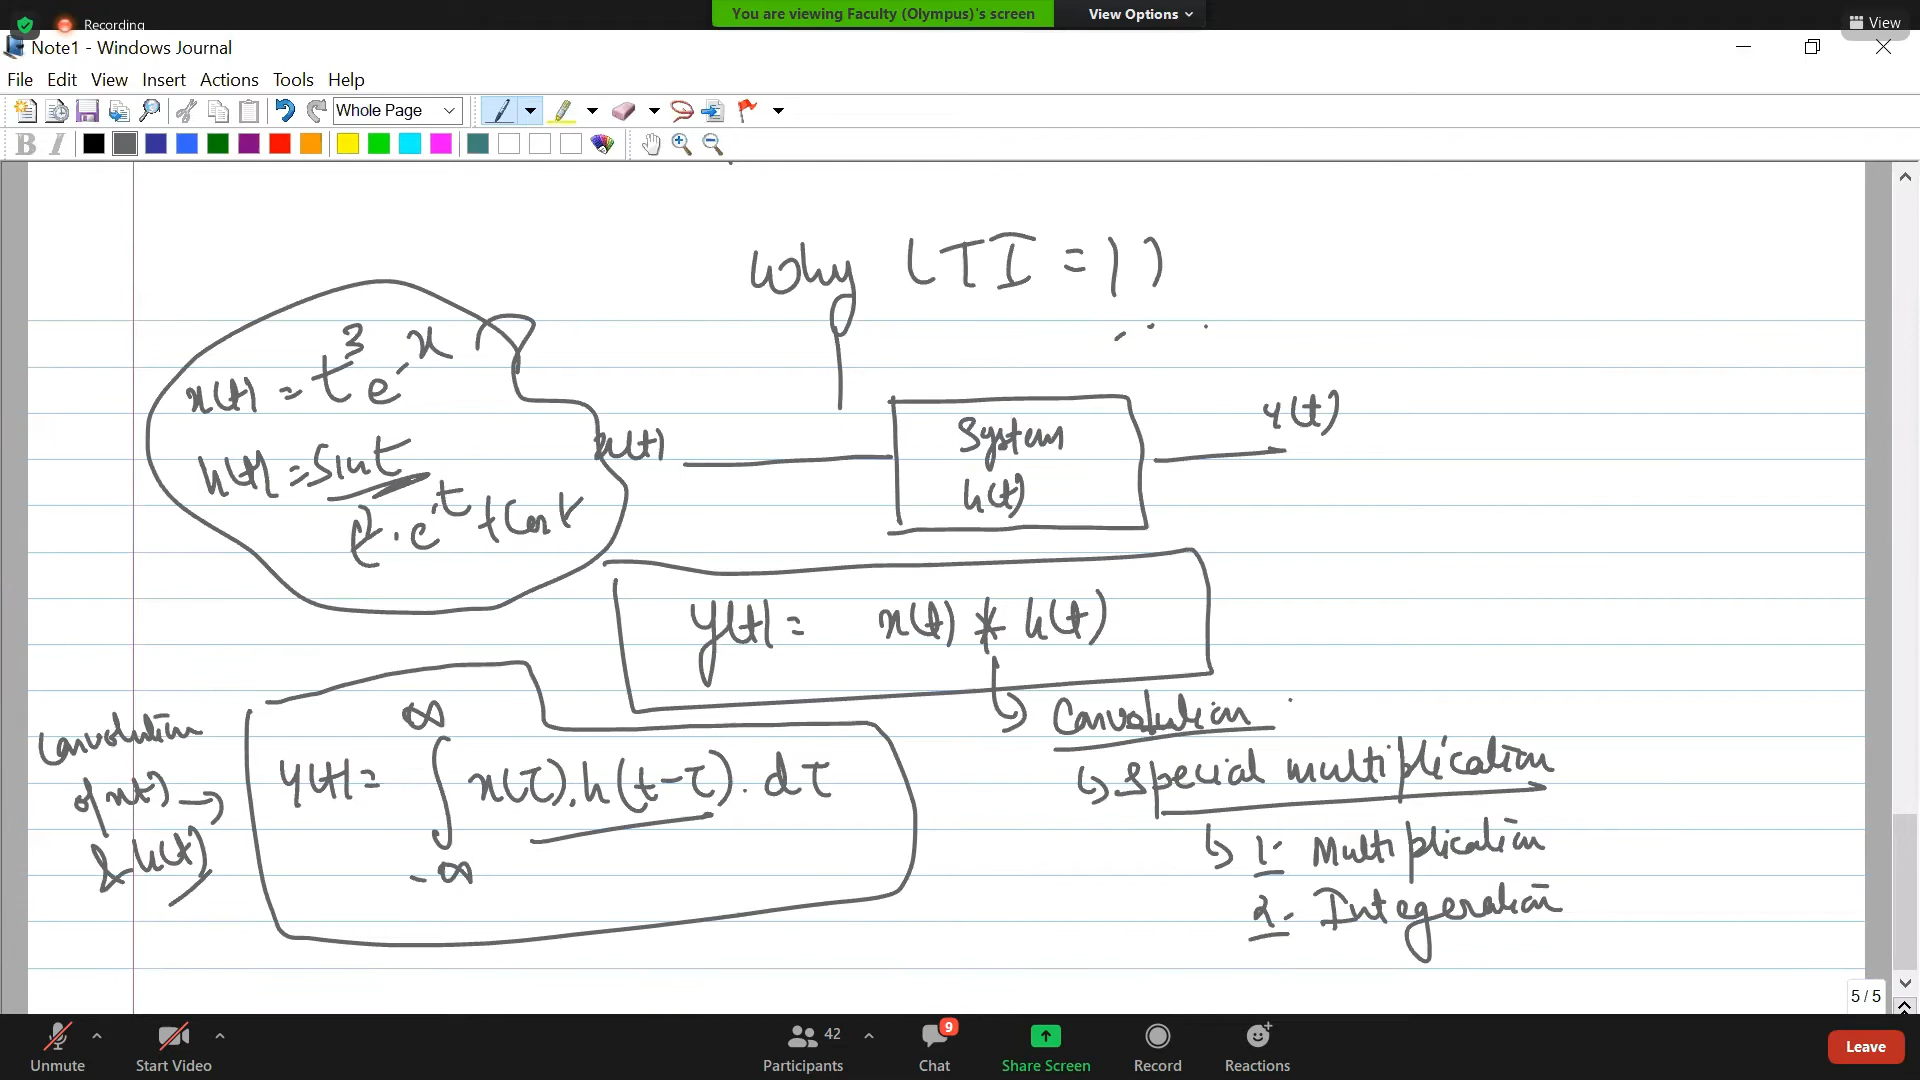 Recording
You are viewing Faculty (Olympus)'s screen
View Options
View
Note1 - Windows Journal
File Edit View Insert Actions Tools Help
Whole Page
B I
Why LTI = ) )
x(t) = t³ e⁻ˣ
h(t) = sin t
+ Cos t
x(t)
System
h(t)
y(t)
y(t) = x(t) * h(t)
Convolution
Special multiplication
1. Multiplication
2. Integeration
Convolution
of x(t) →
& h(t)
∞
y(t) = ∫ x(τ).h(t-τ).dτ
-∞
5 / 5
Unmute
Start Video
42
Participants
9
Chat
Share Screen
Record
Reactions
Leave